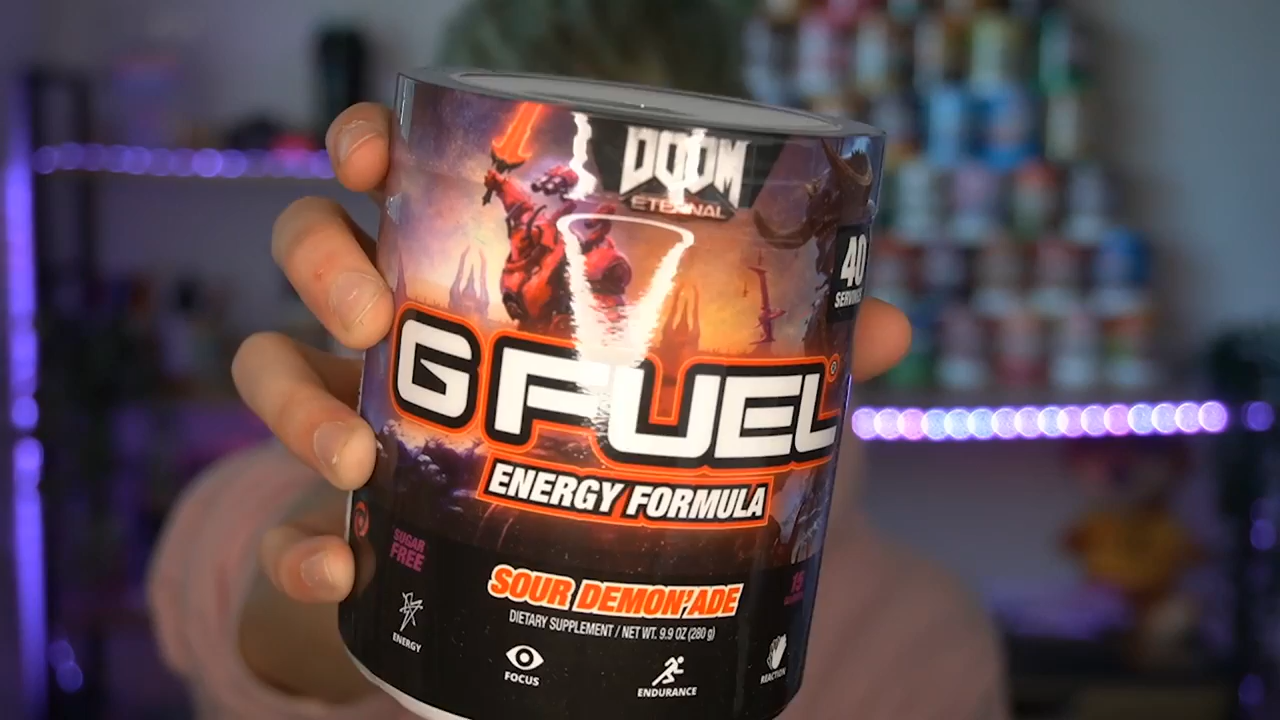 DOOM
ETERNAL
40
SERVINGS
G FUEL®
ENERGY FORMULA
SUGAR
FREE
15
SOUR DEMON'ADE
DIETARY SUPPLEMENT / NET WT. 9.9 OZ (280 g)
ENERGY
FOCUS
ENDURANCE
REACTION